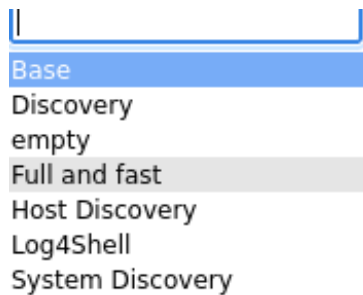 Base
Discovery
empty
Full and fast
Host Discovery
Log4Shell
System Discovery